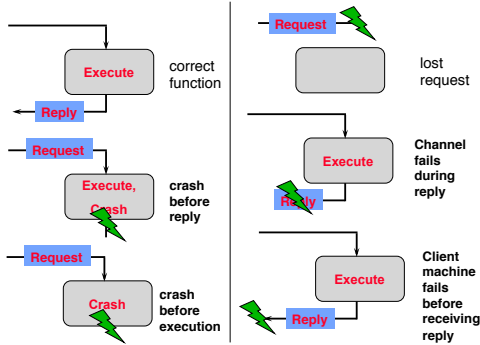 Execute
correct
function
Reply
Request
Execute,
Crash
crash
before
reply
Request
Crash
crash
before
execution
Request
lost
request
Execute
Reply
Channel
fails
during
reply
Execute
Reply
Client
machine
fails
before
receiving
reply